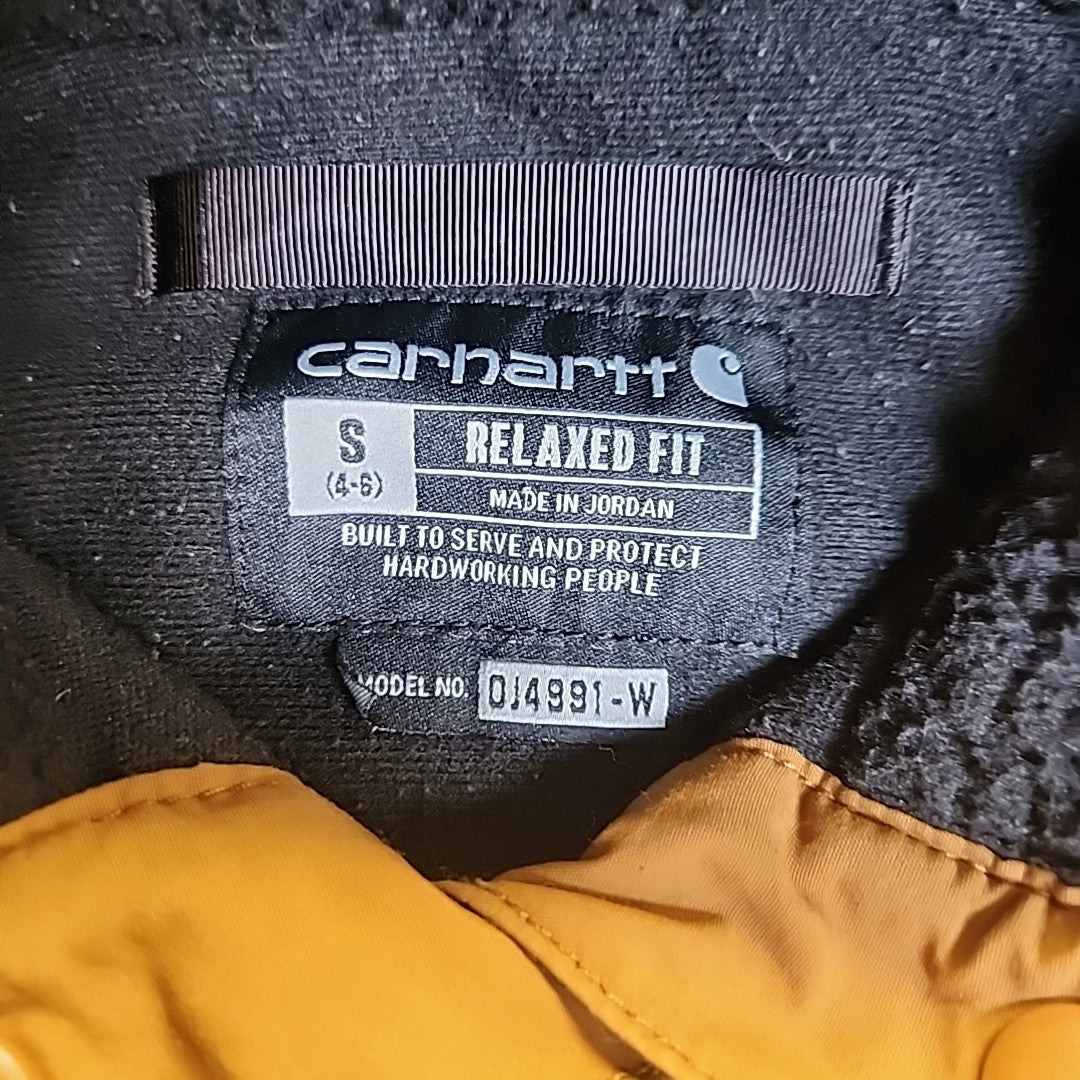 carhartt
S
(4-6)
RELAXED FIT
MADE IN JORDAN
BUILT TO SERVE AND PROTECT
HARDWORKING PEOPLE
MODEL NO. OJ4991-W